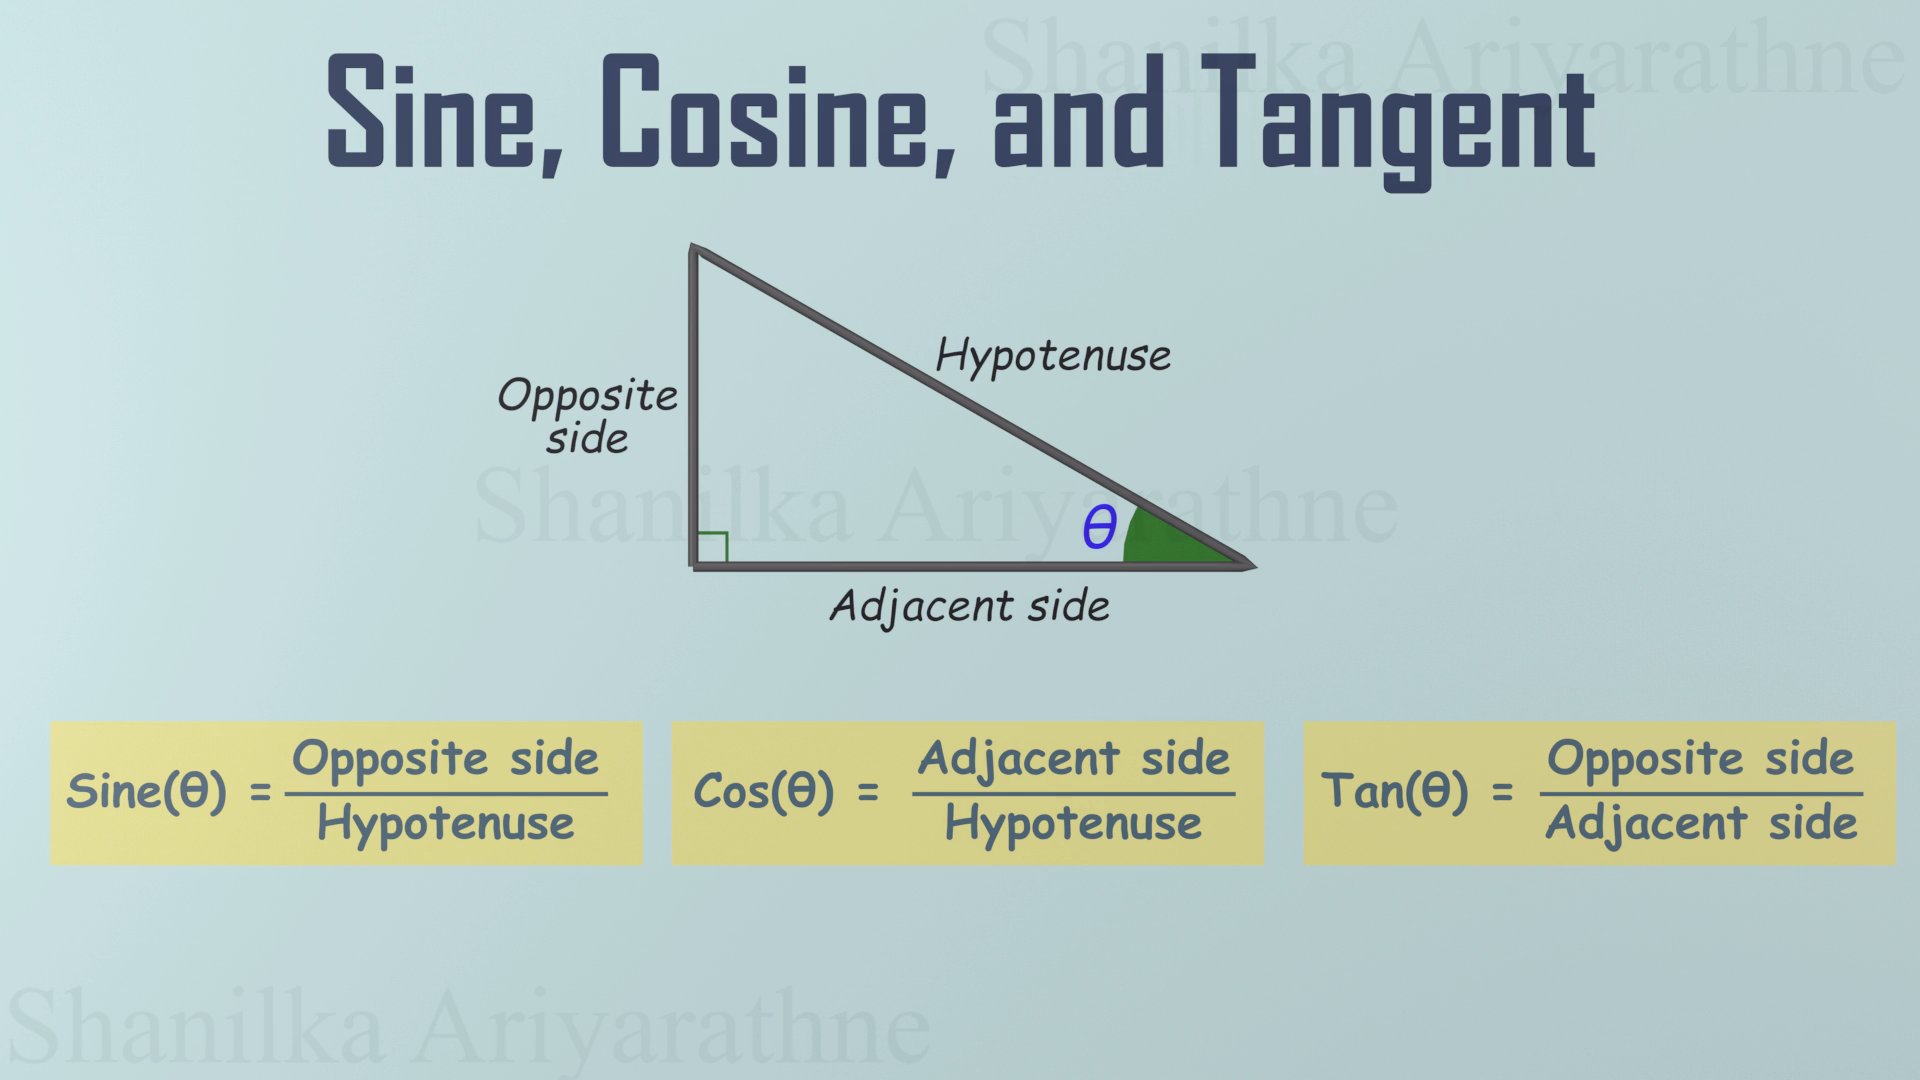 Shanilka Ariyarathne
Sine, Cosine, and Tangent
Hypotenuse
Opposite
side
Shanilka Ariyarathne
θ
Adjacent side
Sine(θ) = Opposite side
Hypotenuse
Cos(θ) = Adjacent side
Hypotenuse
Tan(θ) = Opposite side
Adjacent side
Shanilka Ariyarathne